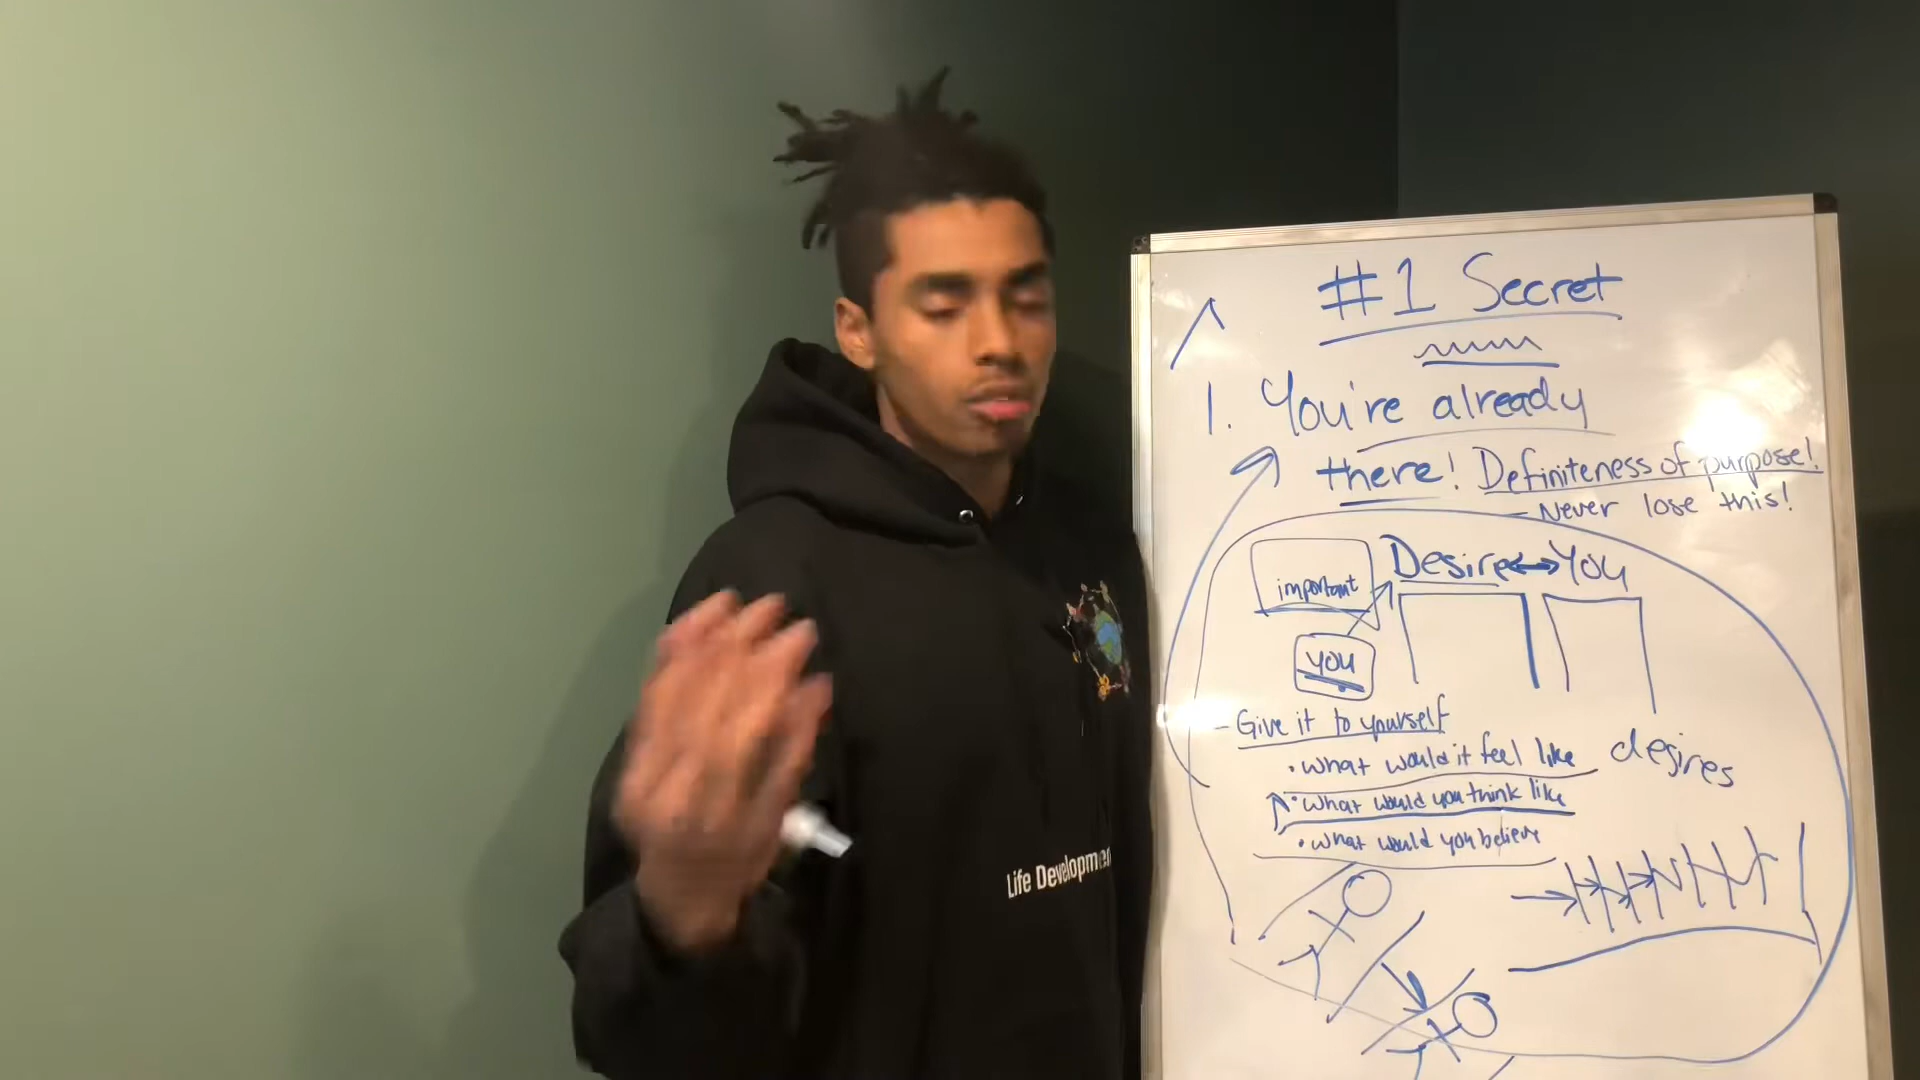 #1 Secret
1. You're already
there! Definiteness of purpose!
- Never lose this!
important
Desire ↔ You
you
- Give it to yourself
• What would it feel like
desires
• What would you think like
• What would you believe
Life Developmen